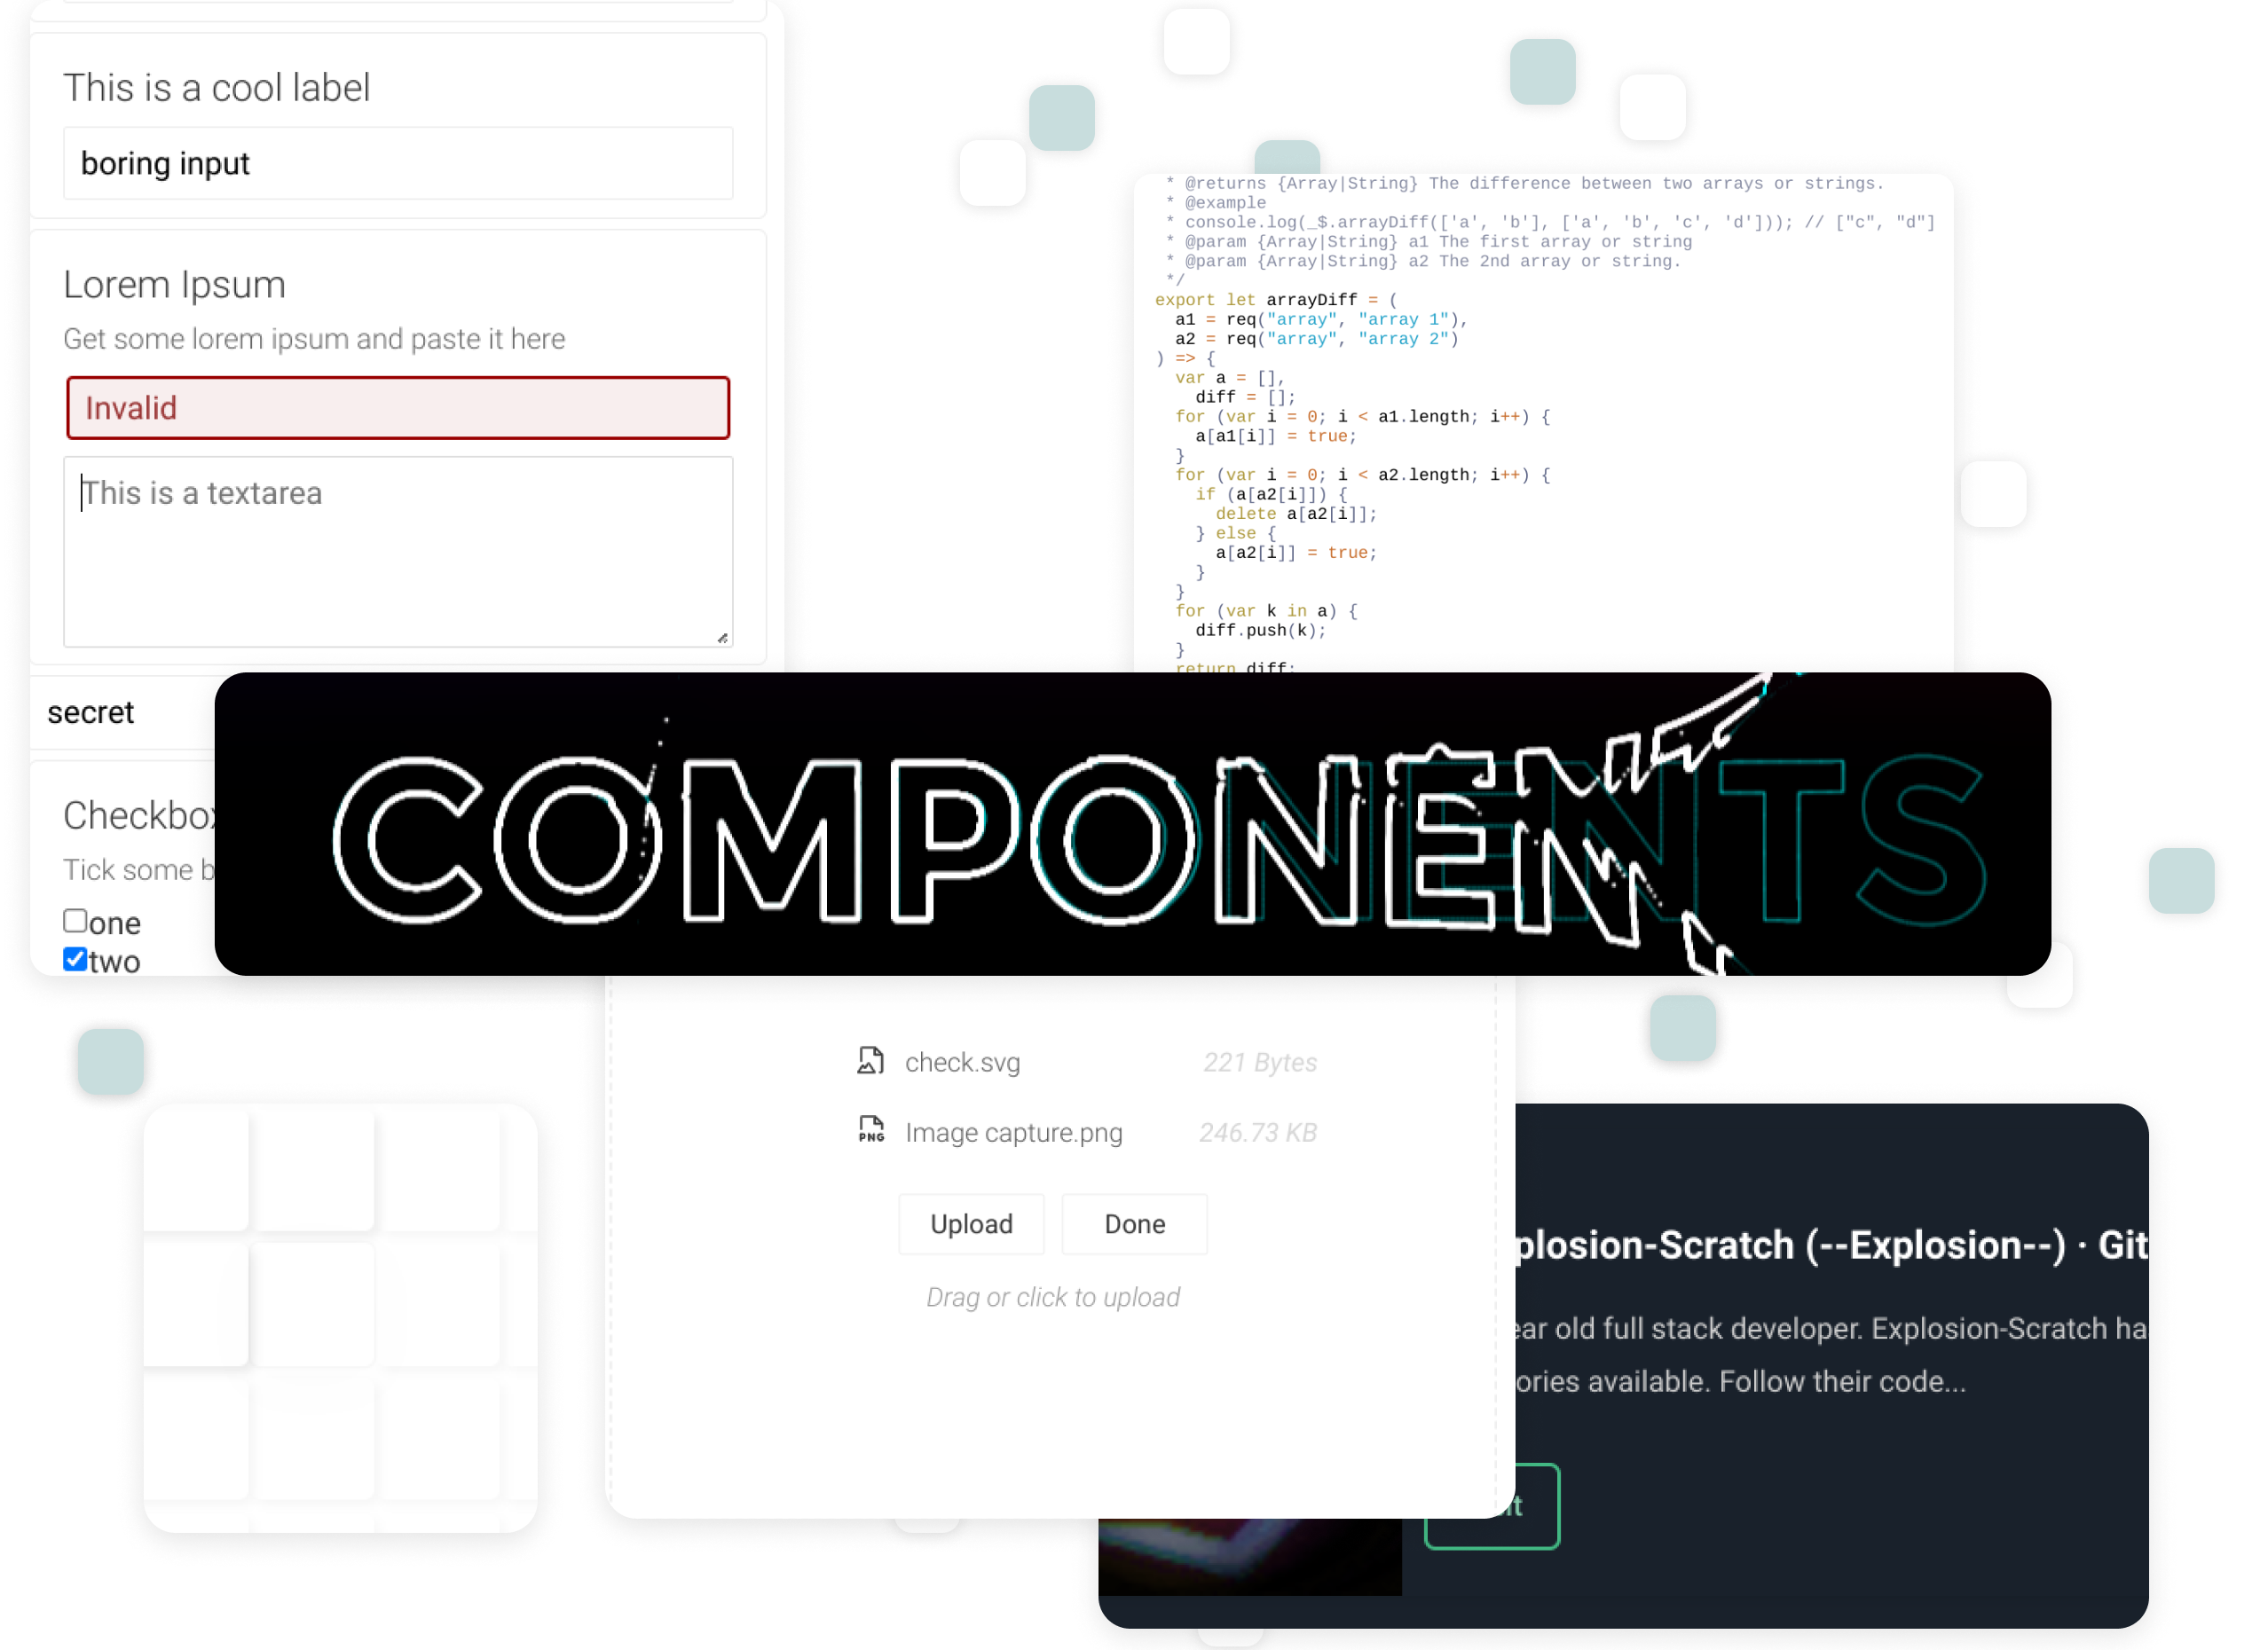 This is a cool label
boring input
Lorem Ipsum
Get some lorem ipsum and paste it here
Invalid
This is a textarea
secret
Checkbox
Tick some b
one
two
* @returns {Array|String} The difference between two arrays or strings.
* @example
* console.log(_$.arrayDiff(['a', 'b'], ['a', 'b', 'c', 'd'])); // ["c", "d"]
* @param {Array|String} a1 The first array or string
* @param {Array|String} a2 The 2nd array or string.
*/
export let arrayDiff = (
a1 = req("array", "array 1"),
a2 = req("array", "array 2")
) => {
var a = [],
diff = [];
for (var i = 0; i < a1.length; i++) {
a[a1[i]] = true;
}
for (var i = 0; i < a2.length; i++) {
if (a[a2[i]]) {
delete a[a2[i]];
} else {
a[a2[i]] = true;
}
}
for (var k in a) {
diff.push(k);
}
return diff;
COMPONENTS
check.svg 221 Bytes
Image capture.png 246.73 KB
Upload Done
Drag or click to upload
plosion-Scratch (--Explosion--) · Git
ear old full stack developer. Explosion-Scratch ha
ories available. Follow their code...